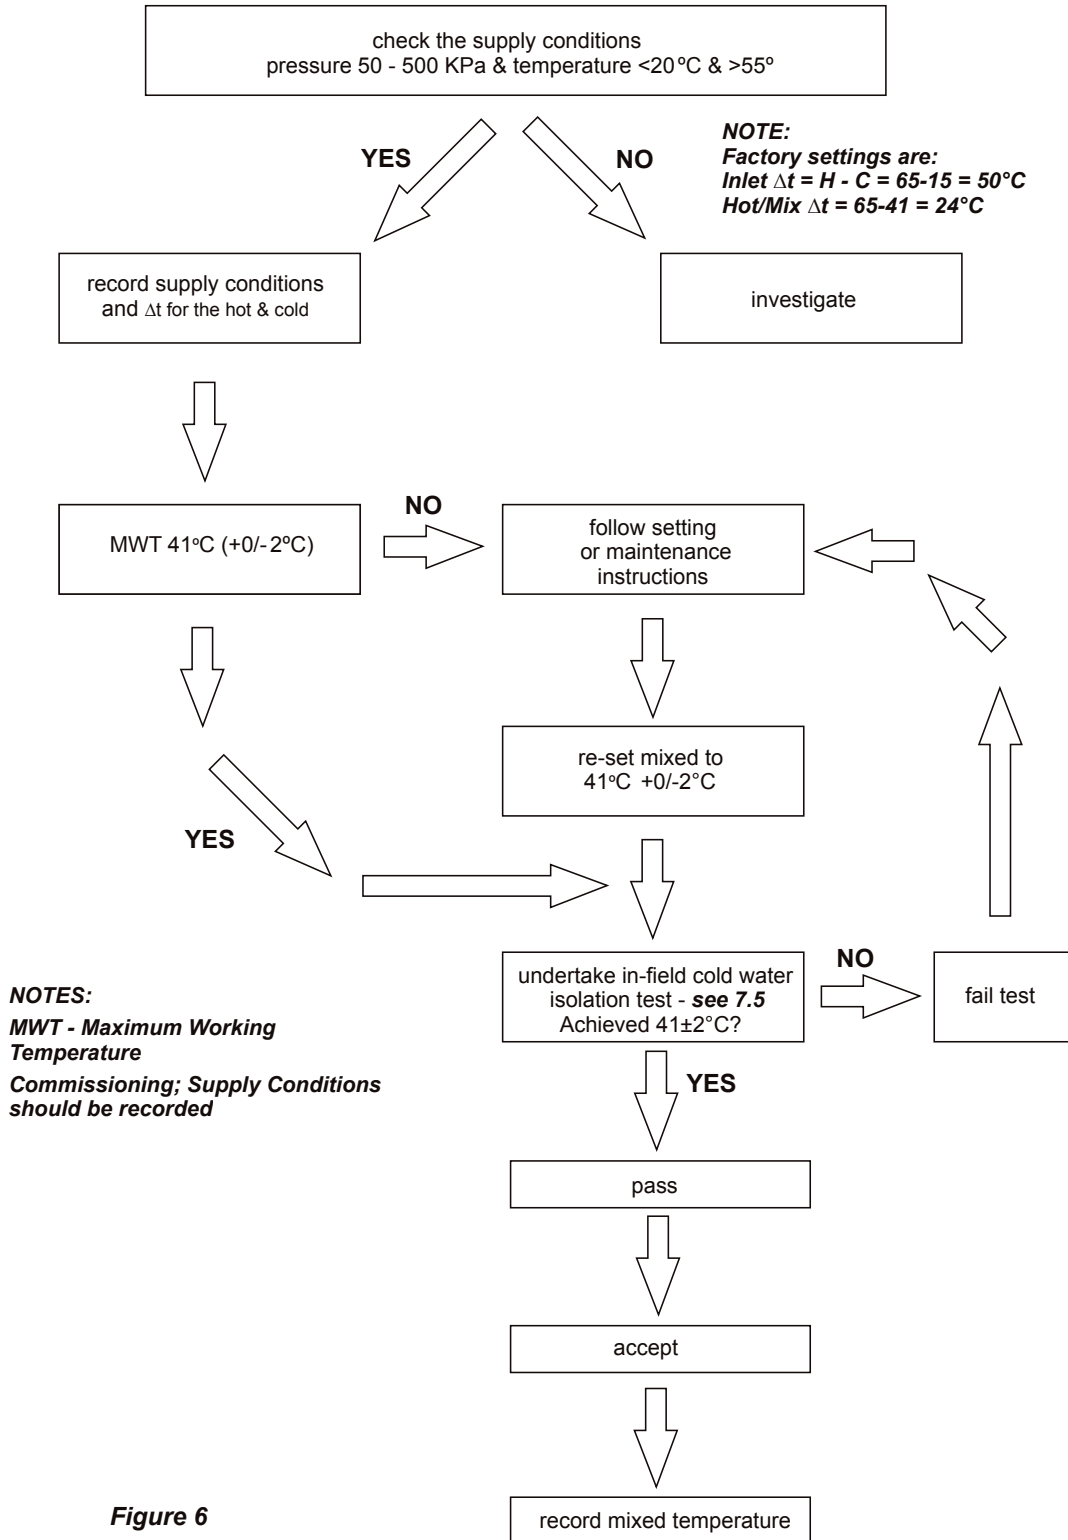 check the supply conditions
pressure 50 - 500 KPa & temperature <20ºC & >55º
YES
NO
NOTE:
Factory settings are:
Inlet Δt = H - C = 65-15 = 50°C
Hot/Mix Δt = 65-41 = 24°C
record supply conditions
and Δt for the hot & cold
investigate
MWT 41ºC (+0/- 2ºC)
NO
follow setting
or maintenance
instructions
re-set mixed to
41ºC +0/-2°C
YES
undertake in-field cold water
isolation test - see 7.5
Achieved 41±2°C?
NO
fail test
NOTES:
MWT - Maximum Working
Temperature
Commissioning; Supply Conditions
should be recorded
YES
pass
accept
record mixed temperature
Figure 6